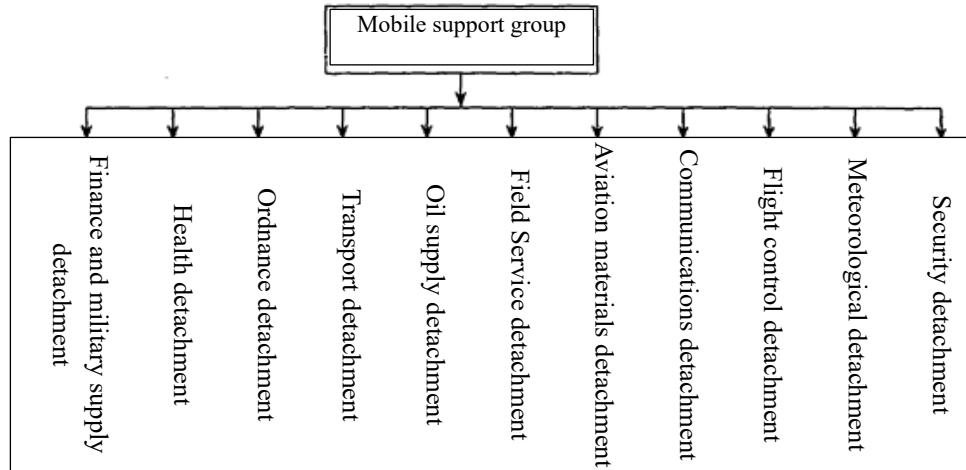 Mobile support group
Finance and military supply
detachment
Health detachment
Ordnance detachment
Transport detachment
Oil supply detachment
Field Service detachment
Aviation materials detachment
Communications detachment
Flight control detachment
Meteorological detachment
Security detachment